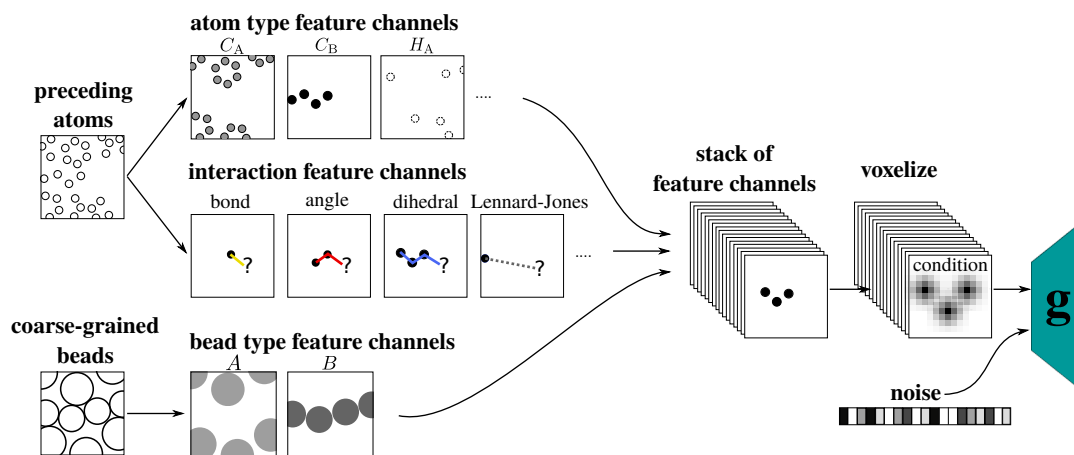 atom type feature channels
C_A
C_B
H_A
preceding
atoms
....
interaction feature channels
bond
angle
dihedral
Lennard-Jones
?
?
?
?
....
stack of
feature channels
voxelize
condition
g
coarse-grained
beads
bead type feature channels
A
B
noise